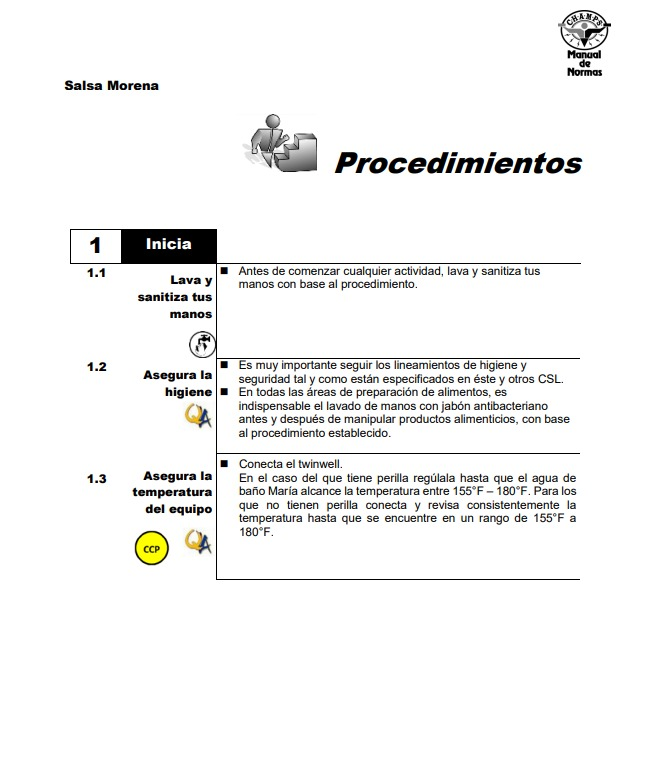 CHAMPS
Manual
de
Normas
Salsa Morena
Procedimientos
1 Inicia
1.1 Lava y
sanitiza tus
manos
■ Antes de comenzar cualquier actividad, lava y sanitiza tus
manos con base al procedimiento.
1.2 Asegura la
higiene
QA
■ Es muy importante seguir los lineamientos de higiene y
seguridad tal y como están especificados en éste y otros CSL.
■ En todas las áreas de preparación de alimentos, es
indispensable el lavado de manos con jabón antibacteriano
antes y después de manipular productos alimenticios, con base
al procedimiento establecido.
1.3 Asegura la
temperatura
del equipo
CCP QA
■ Conecta el twinwell.
En el caso del que tiene perilla regúlala hasta que el agua de
baño María alcance la temperatura entre 155°F – 180°F. Para los
que no tienen perilla conecta y revisa consistentemente la
temperatura hasta que se encuentre en un rango de 155°F a
180°F.